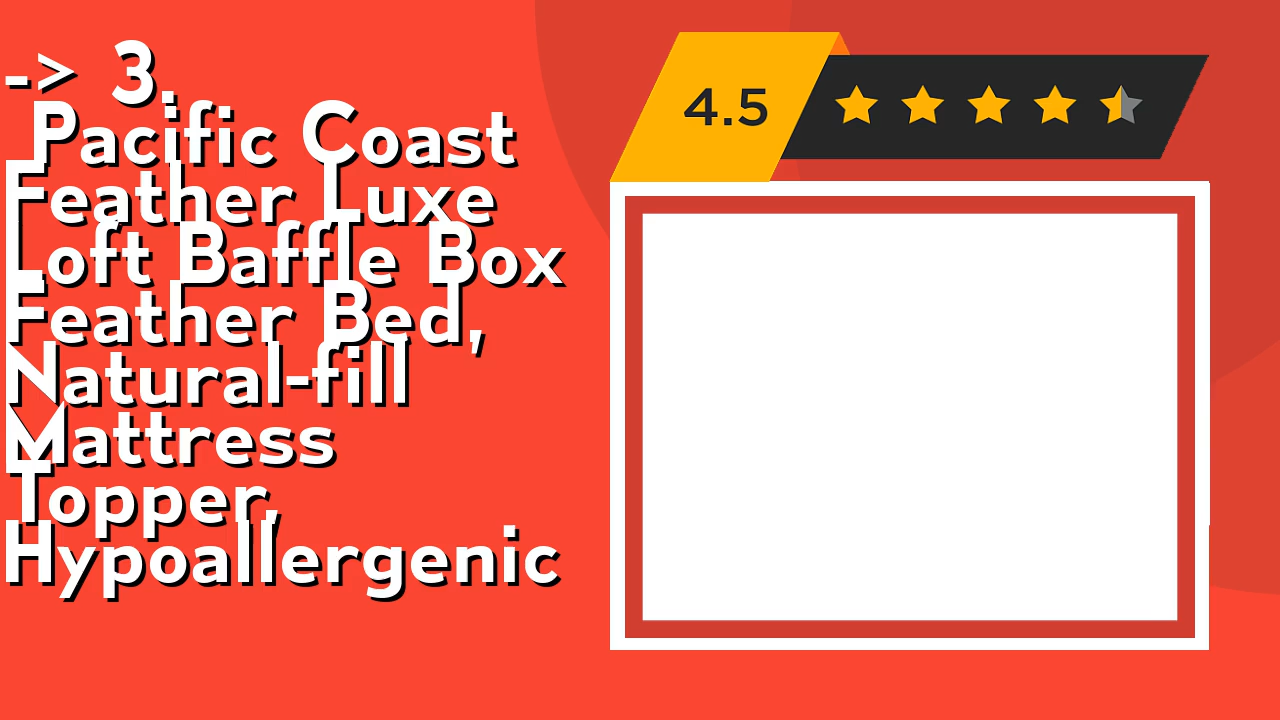 -> 3.
Pacific Coast
Feather Luxe
Loft Baffle Box
Feather Bed,
Natural-fill
Mattress
Topper,
Hypoallergenic
4.5